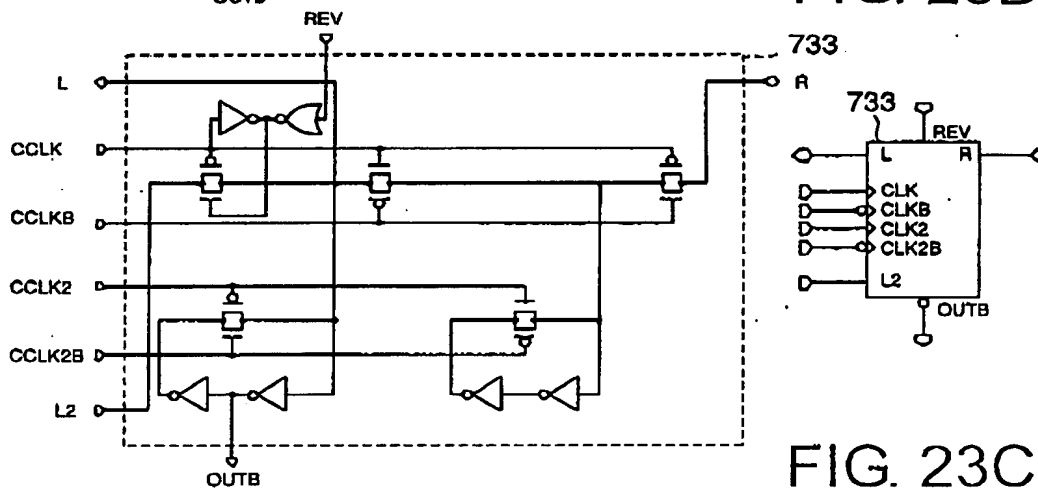 REV
733
L
R
CCLK
CCLKB
CCLK2
CCLK2B
L2
OUTB
733
REV
L
R
CLK
CLKB
CLK2
CLK2B
L2
OUTB
FIG. 23C